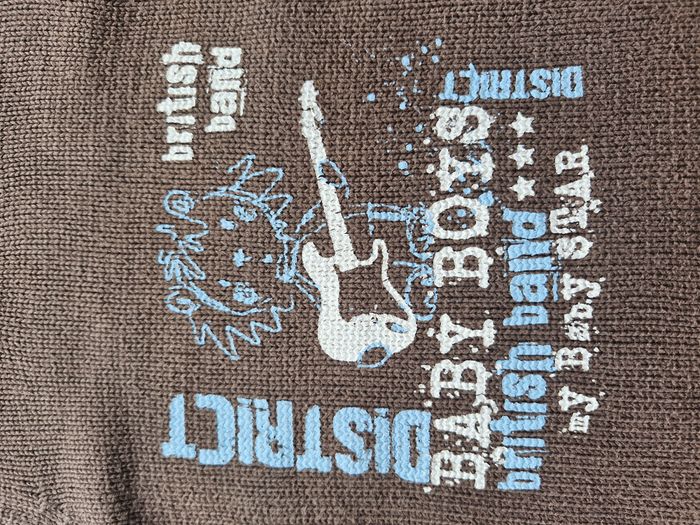 british
band
DISTRICT
BABY BOYS
DISTRICT
british band
my Baby STAR